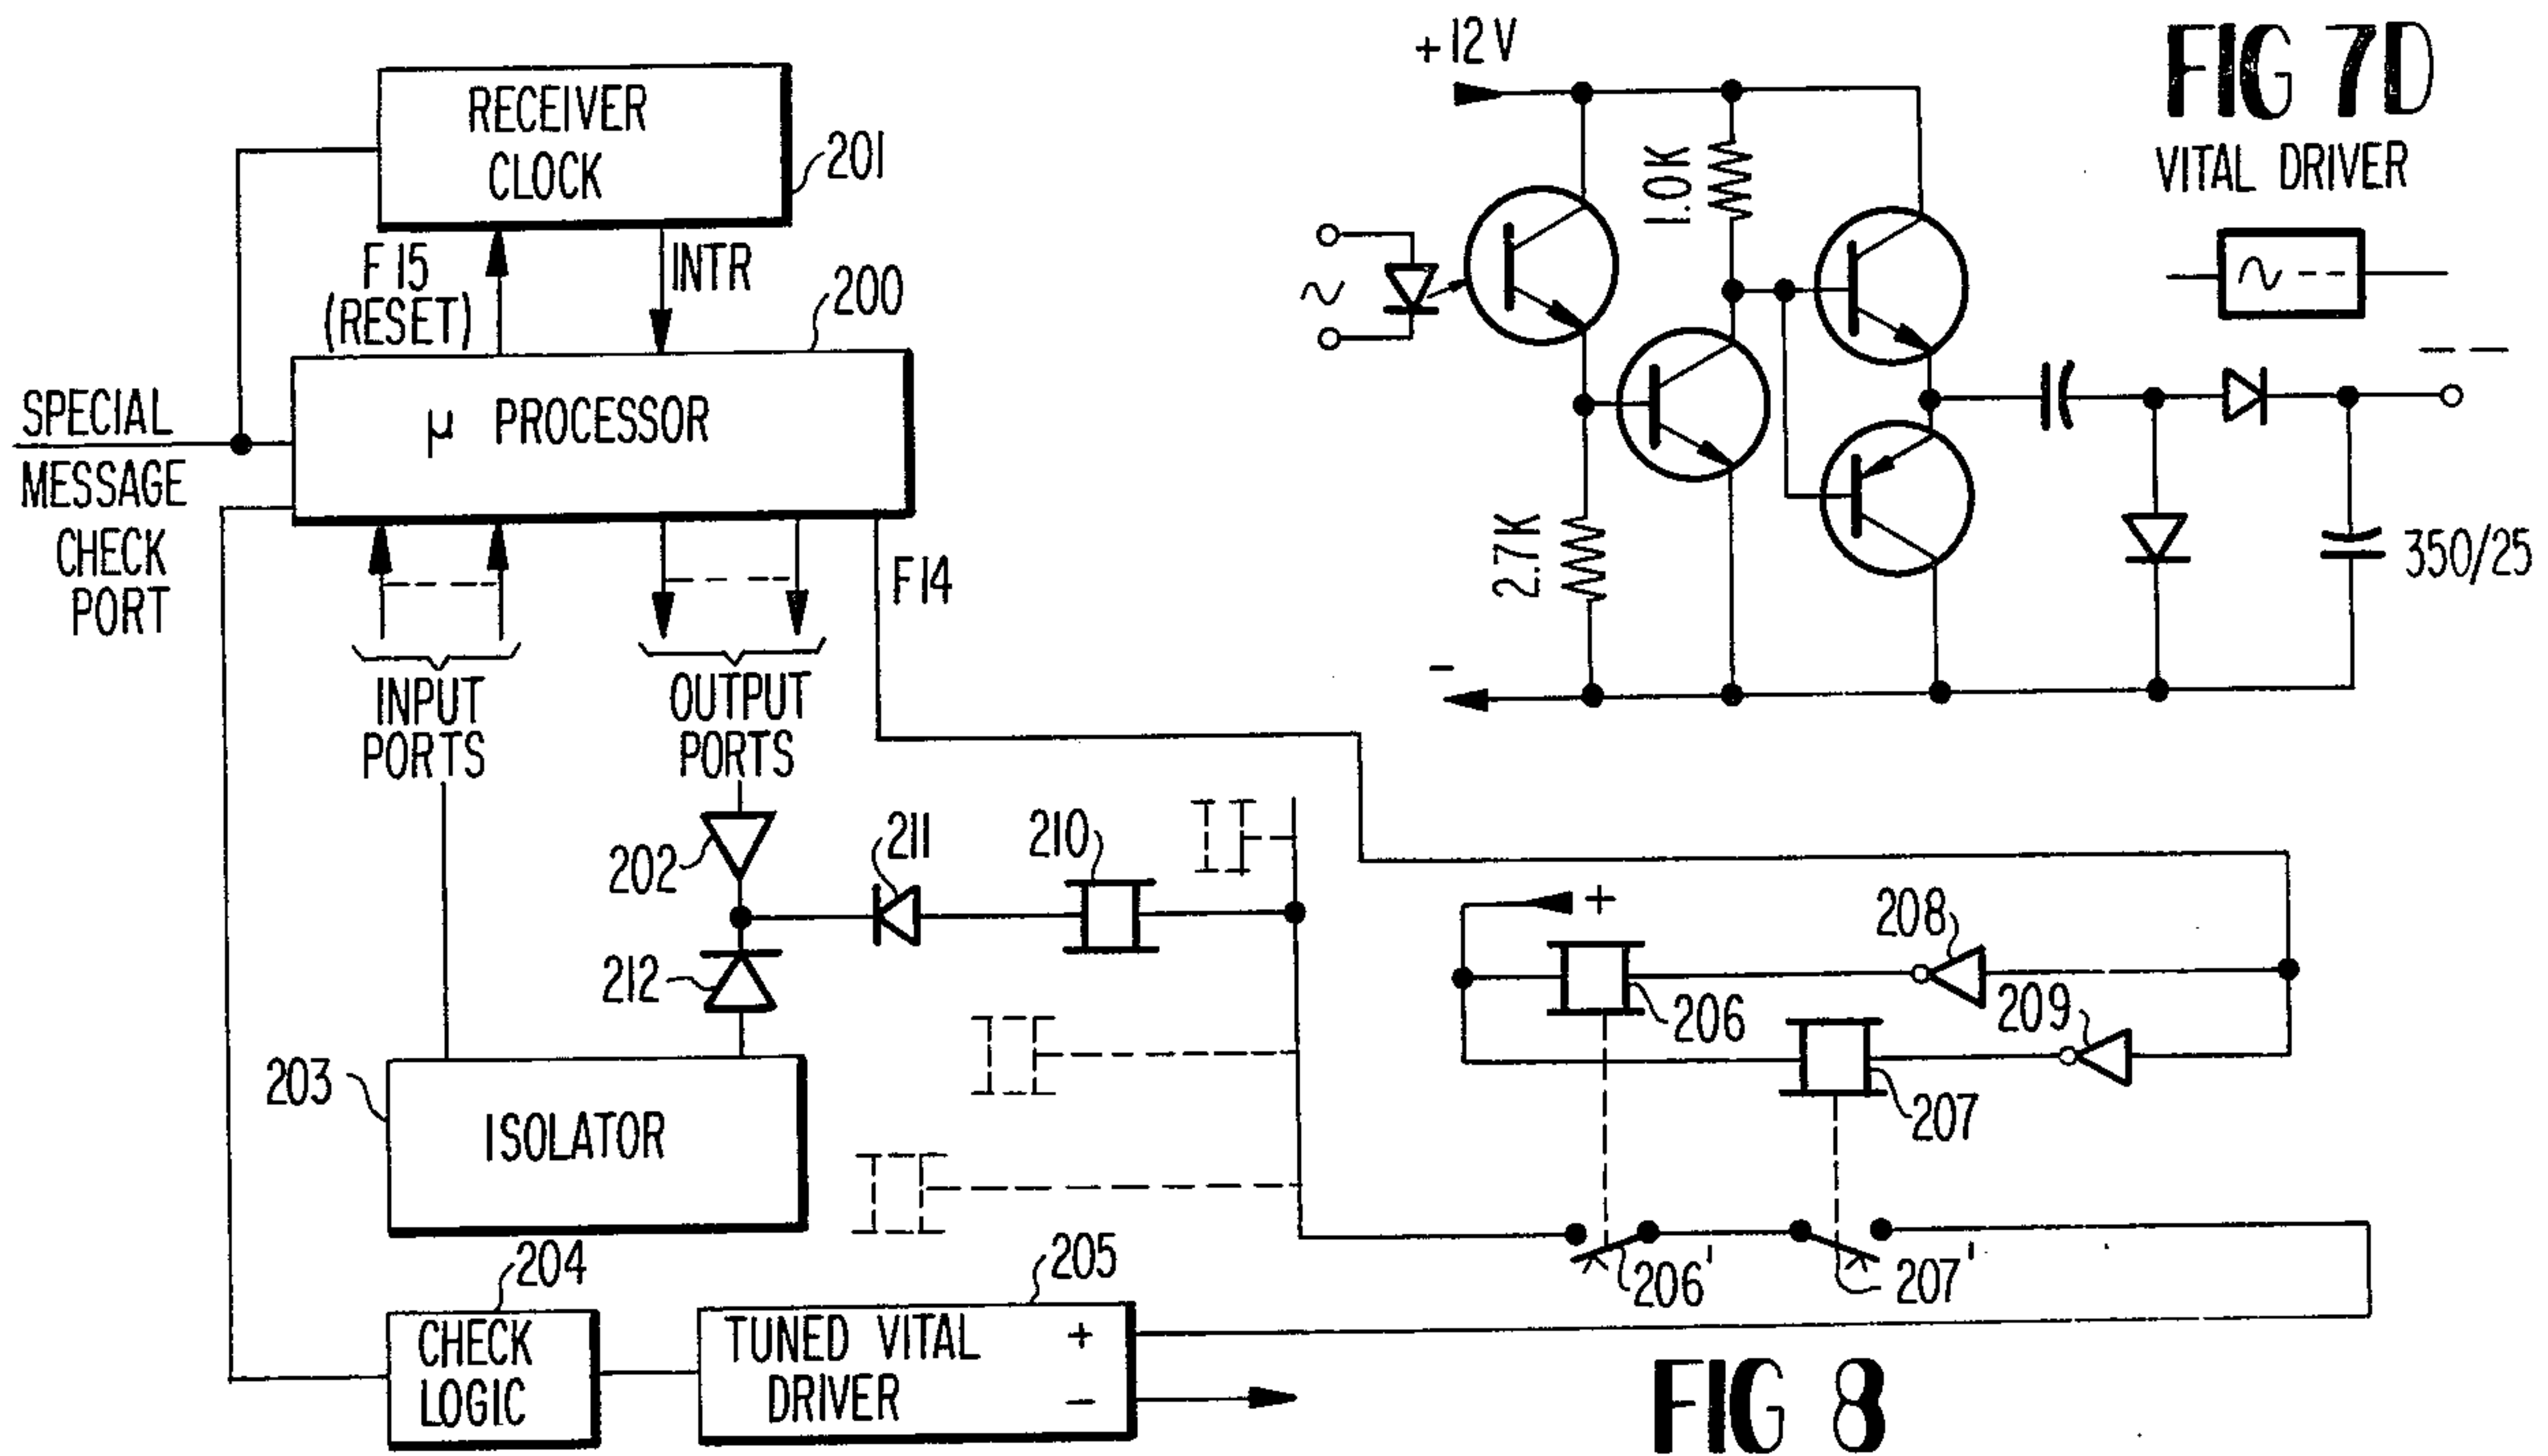 FIG 7D
VITAL DRIVER
+12V
1.0K
2.7K
350/25
-
RECEIVER
CLOCK
201
F15
(RESET)
INTR
200
SPECIAL
MESSAGE
CHECK
PORT
μ PROCESSOR
F14
INPUT
PORTS
OUTPUT
PORTS
202
211
210
212
203
ISOLATOR
+
208
206
209
207
206'
207'
204
CHECK
LOGIC
205
TUNED VITAL
DRIVER
+
-
FIG 8